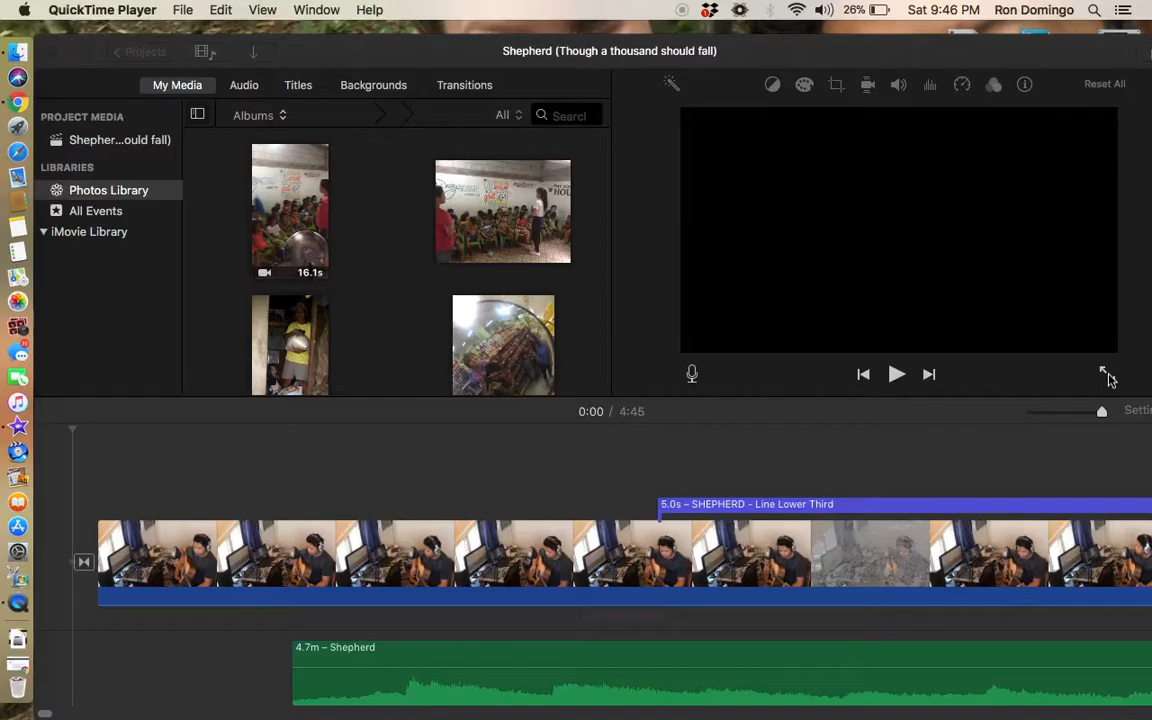 QuickTime Player File Edit View Window Help 26% Sat 9:46 PM Ron Domingo
Projects
Shepherd (Though a thousand should fall)
My Media Audio Titles Backgrounds Transitions
Reset All
PROJECT MEDIA
Shepher...ould fall)
LIBRARIES
Photos Library
All Events
iMovie Library
Albums All Searcl
16.1s
0:00 / 4:45
Setti
5.0s – SHEPHERD - Line Lower Third
4.7m – Shepherd